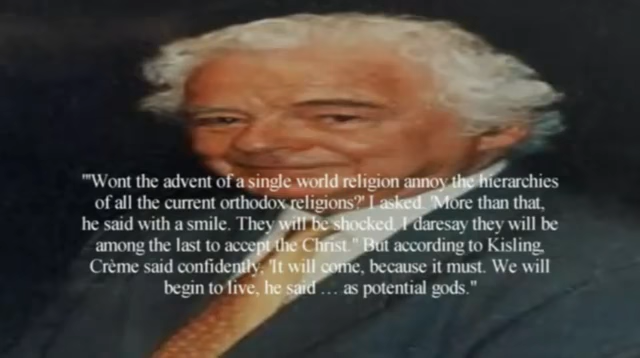 "'Wont the advent of a single world religion annoy the hierarchies
of all the current orthodox religions?' I asked. 'More than that,
he said with a smile. They will be shocked. I daresay they will be
among the last to accept the Christ." But according to Kisling,
Crème said confidently, 'It will come, because it must. We will
begin to live, he said … as potential gods."